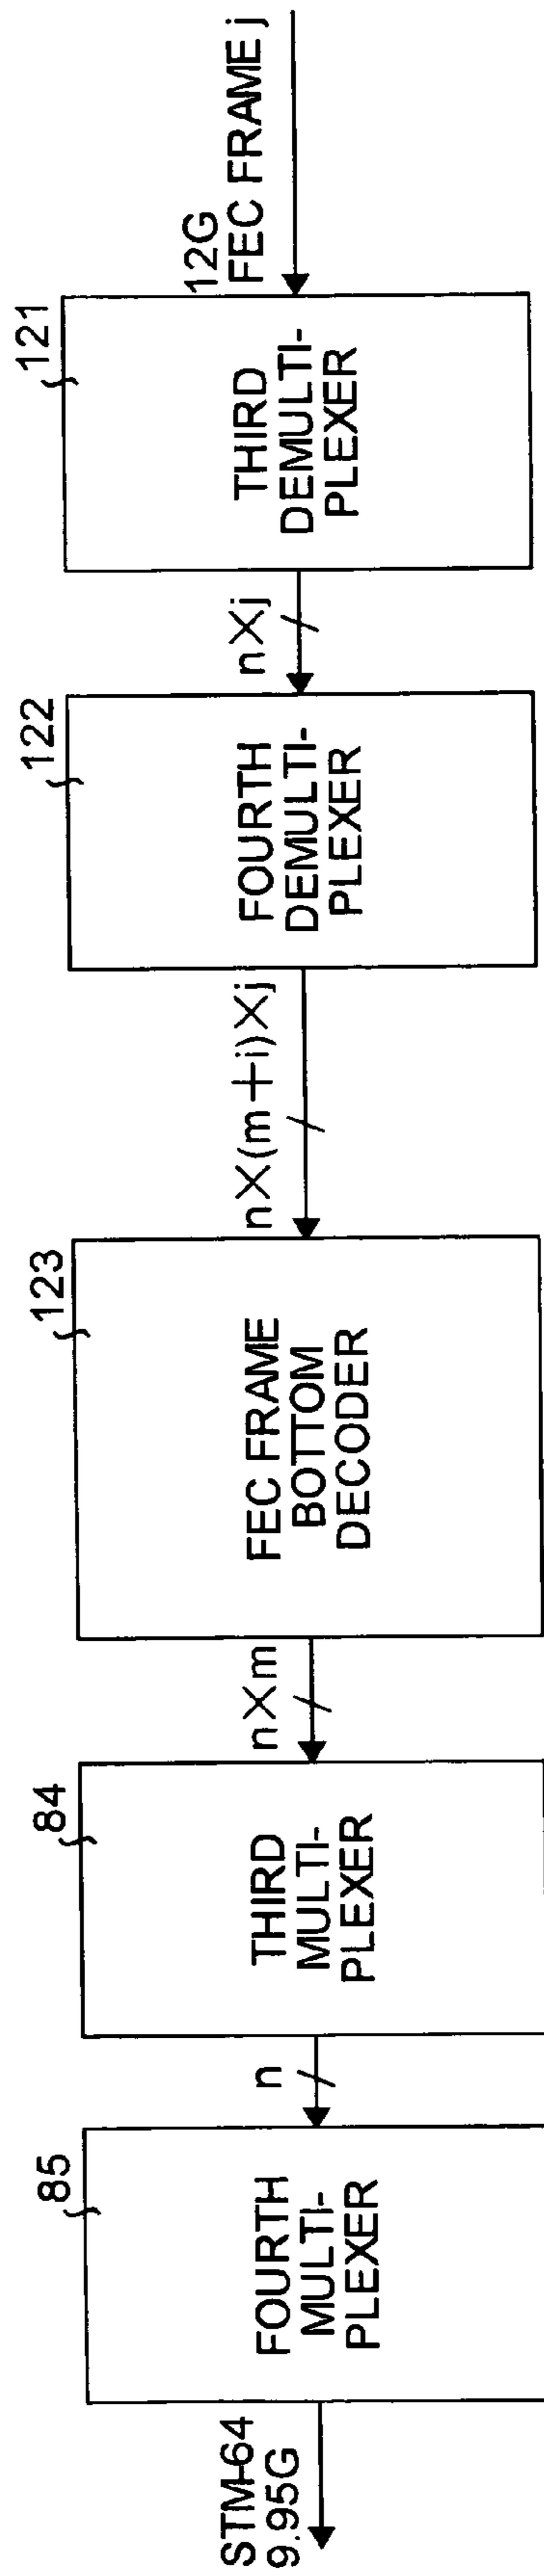 12G
FEC FRAME j
121
THIRD
DEMULTI-
PLEXER
n×j
122
FOURTH
DEMULTI-
PLEXER
n×(m+i)×j
123
FEC FRAME
BOTTOM
DECODER
n×m
84
THIRD
MULTI-
PLEXER
n
85
FOURTH
MULTI-
PLEXER
STM-64
9.95G